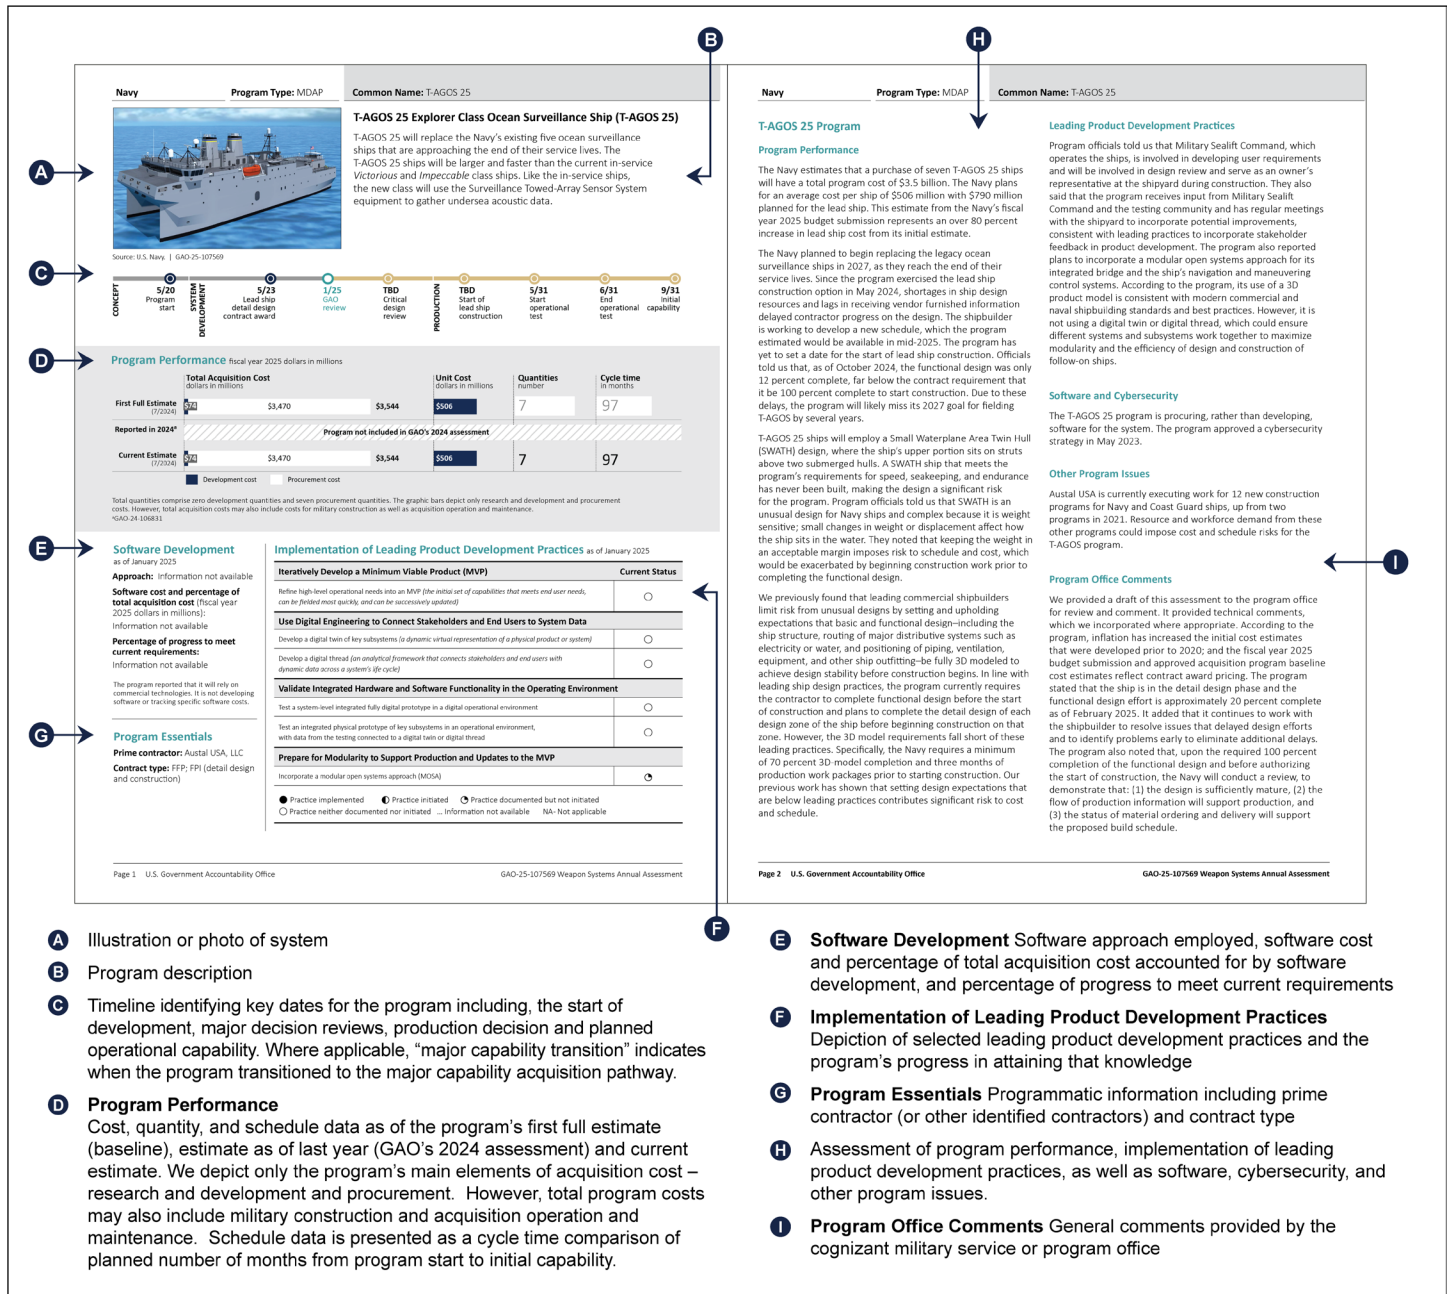 B
H
Navy
Program Type: MDAP
Common Name: T-AGOS 25
A
T-AGOS 25 Explorer Class Ocean Surveillance Ship (T-AGOS 25)
T-AGOS 25 will replace the Navy's existing five ocean surveillance
ships that are approaching the end of their service lives. The
T-AGOS 25 ships will be larger and faster than the current in-service
Victorious and Impeccable class ships. Like the in-service ships,
the new class will use the Surveillance Towed-Array Sensor System
equipment to gather undersea acoustic data.
Source: U.S. Navy. | GAO-25-107569
C
CONCEPT
5/20
Program
start
SYSTEM
DEVELOPMENT
5/23
Lead ship
detail design
contract award
1/25
GAO
review
TBD
Critical
design
review
PRODUCTION
TBD
Start of
lead ship
construction
5/31
Start
operational
test
6/31
End
operational
test
9/31
Initial
capability
D
Program Performance fiscal year 2025 dollars in millions
Total Acquisition Cost
dollars in millions
Unit Cost
dollars in millions
Quantities
number
Cycle time
in months
First Full Estimate
(7/2024)
$74
$3,470
$3,544
$506
7
97
Reported in 2024ª
Program not included in GAO's 2024 assessment
Current Estimate
(7/2024)
$74
$3,470
$3,544
$506
7
97
Development cost
Procurement cost
Total quantities comprise zero development quantities and seven procurement quantities. The graphic bars depict only research and development and procurement
costs. However, total acquisition costs may also include costs for military construction as well as acquisition operation and maintenance.
ªGAO-24-106831
E
Software Development
as of January 2025
Approach: Information not available
Software cost and percentage of
total acquisition cost (fiscal year
2025 dollars in millions):
Information not available
Percentage of progress to meet
current requirements:
Information not available
The program reported that it will rely on
commercial technologies. It is not developing
software or tracking specific software costs.
G
Program Essentials
Prime contractor: Austal USA, LLC
Contract type: FFP; FPI (detail design
and construction)
Implementation of Leading Product Development Practices as of January 2025
Iteratively Develop a Minimum Viable Product (MVP)
Current Status
Refine high-level operational needs into an MVP (the initial set of capabilities that meets end user needs,
can be fielded most quickly, and can be successively updated)
Use Digital Engineering to Connect Stakeholders and End Users to System Data
Develop a digital twin of key subsystems (a dynamic virtual representation of a physical product or system)
Develop a digital thread (an analytical framework that connects stakeholders and end users with
dynamic data across a system's life cycle)
Validate Integrated Hardware and Software Functionality in the Operating Environment
Test a system-level integrated fully digital prototype in a digital operational environment
Test an integrated physical prototype of key subsystems in an operational environment,
with data from the testing connected to a digital twin or digital thread
Prepare for Modularity to Support Production and Updates to the MVP
Incorporate a modular open systems approach (MOSA)
Practice implemented
Practice initiated
Practice documented but not initiated
Practice neither documented nor initiated
... Information not available
NA- Not applicable
Page 1 U.S. Government Accountability Office
GAO-25-107569 Weapon Systems Annual Assessment
F
Navy
Program Type: MDAP
Common Name: T-AGOS 25
T-AGOS 25 Program
Program Performance
The Navy estimates that a purchase of seven T-AGOS 25 ships
will have a total program cost of $3.5 billion. The Navy plans
for an average cost per ship of $506 million with $790 million
planned for the lead ship. This estimate from the Navy's fiscal
year 2025 budget submission represents an over 80 percent
increase in lead ship cost from its initial estimate.
The Navy planned to begin replacing the legacy ocean
surveillance ships in 2027, as they reach the end of their
service lives. Since the program exercised the lead ship
construction option in May 2024, shortages in ship design
resources and lags in receiving vendor furnished information
delayed contractor progress on the design. The shipbuilder
is working to develop a new schedule, which the program
estimated would be available in mid-2025. The program has
yet to set a date for the start of lead ship construction. Officials
told us that, as of October 2024, the functional design was only
12 percent complete, far below the contract requirement that
it be 100 percent complete to start construction. Due to these
delays, the program will likely miss its 2027 goal for fielding
T-AGOS by several years.
T-AGOS 25 ships will employ a Small Waterplane Area Twin Hull
(SWATH) design, where the ship's upper portion sits on struts
above two submerged hulls. A SWATH ship that meets the
program's requirements for speed, seakeeping, and endurance
has never been built, making the design a significant risk
for the program. Program officials told us that SWATH is an
unusual design for Navy ships and complex because it is weight
sensitive; small changes in weight or displacement affect how
the ship sits in the water. They noted that keeping the weight in
an acceptable margin imposes risk to schedule and cost, which
would be exacerbated by beginning construction work prior to
completing the functional design.
We previously found that leading commercial shipbuilders
limit risk from unusual designs by setting and upholding
expectations that basic and functional design–including the
ship structure, routing of major distributive systems such as
electricity or water, and positioning of piping, ventilation,
equipment, and other ship outfitting–be fully 3D modeled to
achieve design stability before construction begins. In line with
leading ship design practices, the program currently requires
the contractor to complete functional design before the start
of construction and plans to complete the detail design of each
design zone of the ship before beginning construction on that
zone. However, the 3D model requirements fall short of these
leading practices. Specifically, the Navy requires a minimum
of 70 percent 3D-model completion and three months of
production work packages prior to starting construction. Our
previous work has shown that setting design expectations that
are below leading practices contributes significant risk to cost
and schedule.
Leading Product Development Practices
Program officials told us that Military Sealift Command, which
operates the ships, is involved in developing user requirements
and will be involved in design review and serve as an owner's
representative at the shipyard during construction. They also
said that the program receives input from Military Sealift
Command and the testing community and has regular meetings
with the shipyard to incorporate potential improvements,
consistent with leading practices to incorporate stakeholder
feedback in product development. The program also reported
plans to incorporate a modular open systems approach for its
integrated bridge and the ship's navigation and maneuvering
control systems. According to the program, its use of a 3D
product model is consistent with modern commercial and
naval shipbuilding standards and best practices. However, it is
not using a digital twin or digital thread, which could ensure
different systems and subsystems work together to maximize
modularity and the efficiency of design and construction of
follow-on ships.
Software and Cybersecurity
The T-AGOS 25 program is procuring, rather than developing,
software for the system. The program approved a cybersecurity
strategy in May 2023.
Other Program Issues
Austal USA is currently executing work for 12 new construction
programs for Navy and Coast Guard ships, up from two
programs in 2021. Resource and workforce demand from these
other programs could impose cost and schedule risks for the
T-AGOS program.
I
Program Office Comments
We provided a draft of this assessment to the program office
for review and comment. It provided technical comments,
which we incorporated where appropriate. According to the
program, inflation has increased the initial cost estimates
that were developed prior to 2020; and the fiscal year 2025
budget submission and approved acquisition program baseline
cost estimates reflect contract award pricing. The program
stated that the ship is in the detail design phase and the
functional design effort is approximately 20 percent complete
as of February 2025. It added that it continues to work with
the shipbuilder to resolve issues that delayed design efforts
and to identify problems early to eliminate additional delays.
The program also noted that, upon the required 100 percent
completion of the functional design and before authorizing
the start of construction, the Navy will conduct a review, to
demonstrate that: (1) the design is sufficiently mature, (2) the
flow of production information will support production, and
(3) the status of material ordering and delivery will support
the proposed build schedule.
Page 2 U.S. Government Accountability Office
GAO-25-107569 Weapon Systems Annual Assessment
A Illustration or photo of system
B Program description
C Timeline identifying key dates for the program including, the start of
development, major decision reviews, production decision and planned
operational capability. Where applicable, “major capability transition” indicates
when the program transitioned to the major capability acquisition pathway.
D Program Performance
Cost, quantity, and schedule data as of the program's first full estimate
(baseline), estimate as of last year (GAO's 2024 assessment) and current
estimate. We depict only the program's main elements of acquisition cost –
research and development and procurement. However, total program costs
may also include military construction and acquisition operation and
maintenance. Schedule data is presented as a cycle time comparison of
planned number of months from program start to initial capability.
E Software Development Software approach employed, software cost
and percentage of total acquisition cost accounted for by software
development, and percentage of progress to meet current requirements
F Implementation of Leading Product Development Practices
Depiction of selected leading product development practices and the
program's progress in attaining that knowledge
G Program Essentials Programmatic information including prime
contractor (or other identified contractors) and contract type
H Assessment of program performance, implementation of leading
product development practices, as well as software, cybersecurity, and
other program issues.
I Program Office Comments General comments provided by the
cognizant military service or program office